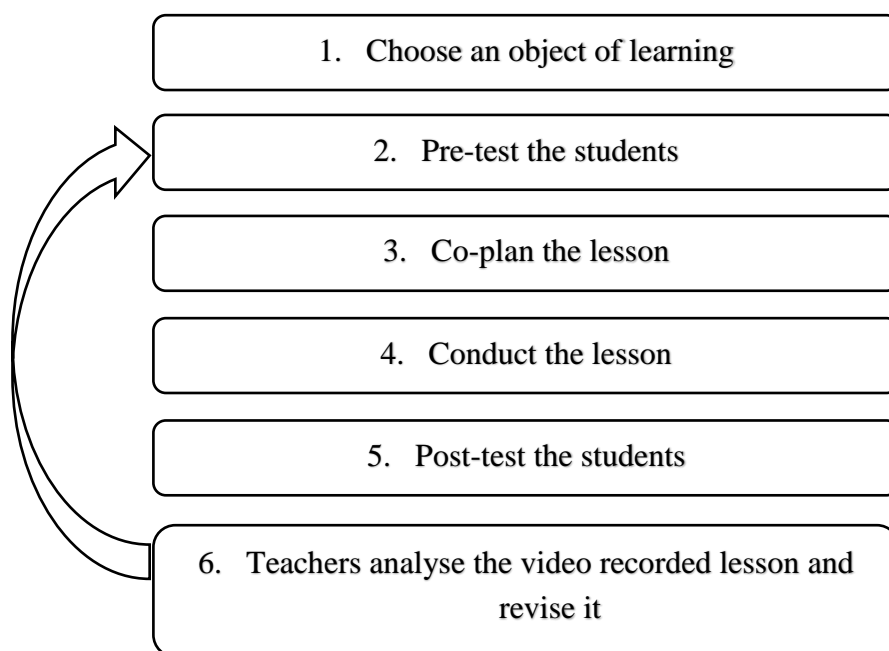 1. Choose an object of learning
2. Pre-test the students
3. Co-plan the lesson
4. Conduct the lesson
5. Post-test the students
6. Teachers analyse the video recorded lesson and
revise it